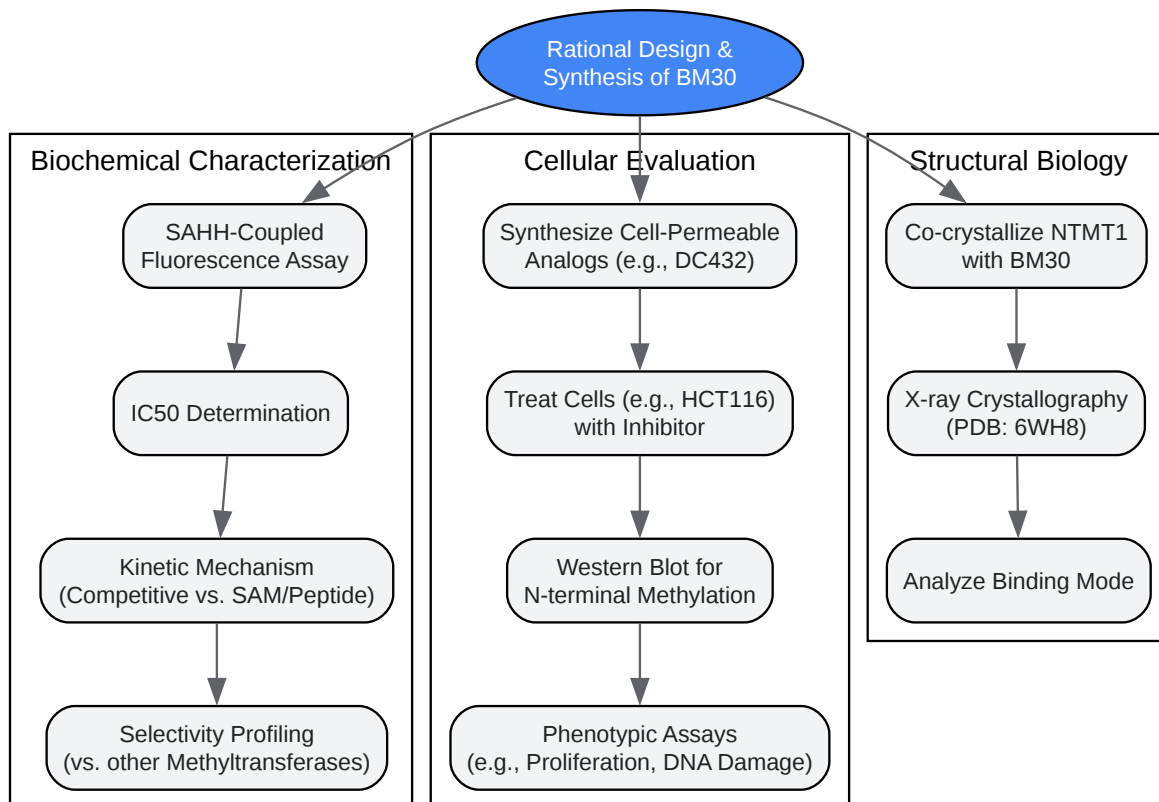 Rational Design &
Synthesis of BM30
Biochemical Characterization
SAHH-Coupled
Fluorescence Assay
IC50 Determination
Kinetic Mechanism
(Competitive vs. SAM/Peptide)
Selectivity Profiling
(vs. other Methyltransferases)
Cellular Evaluation
Synthesize Cell-Permeable
Analogs (e.g., DC432)
Treat Cells (e.g., HCT116)
with Inhibitor
Western Blot for
N-terminal Methylation
Phenotypic Assays
(e.g., Proliferation, DNA Damage)
Structural Biology
Co-crystallize NTMT1
with BM30
X-ray Crystallography
(PDB: 6WH8)
Analyze Binding Mode